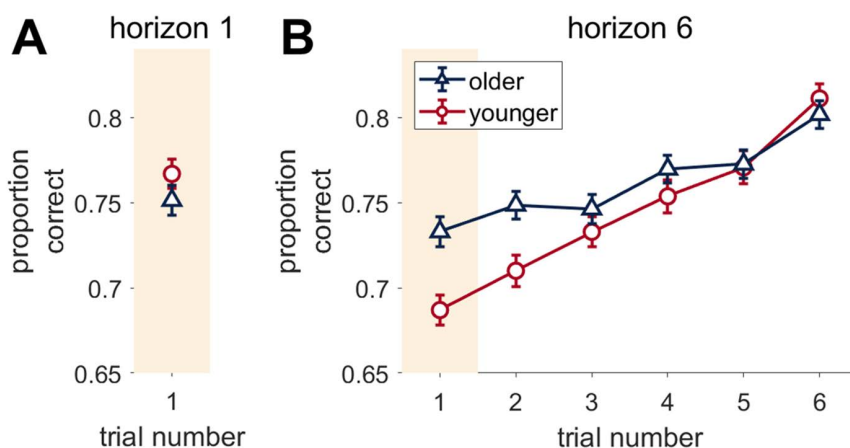 A
horizon 1
proportion
correct
0.8
0.75
0.7
0.65
1
trial number
B
horizon 6
older
younger
proportion
correct
0.8
0.75
0.7
0.65
1 2 3 4 5 6
trial number